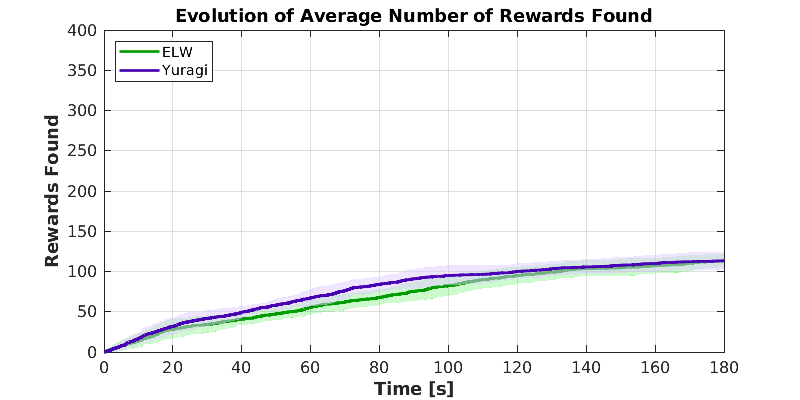 Evolution of Average Number of Rewards Found
ELW
Yuragi
Rewards Found
400
350
300
250
200
150
100
50
0
0 20 40 60 80 100 120 140 160 180
Time [s]